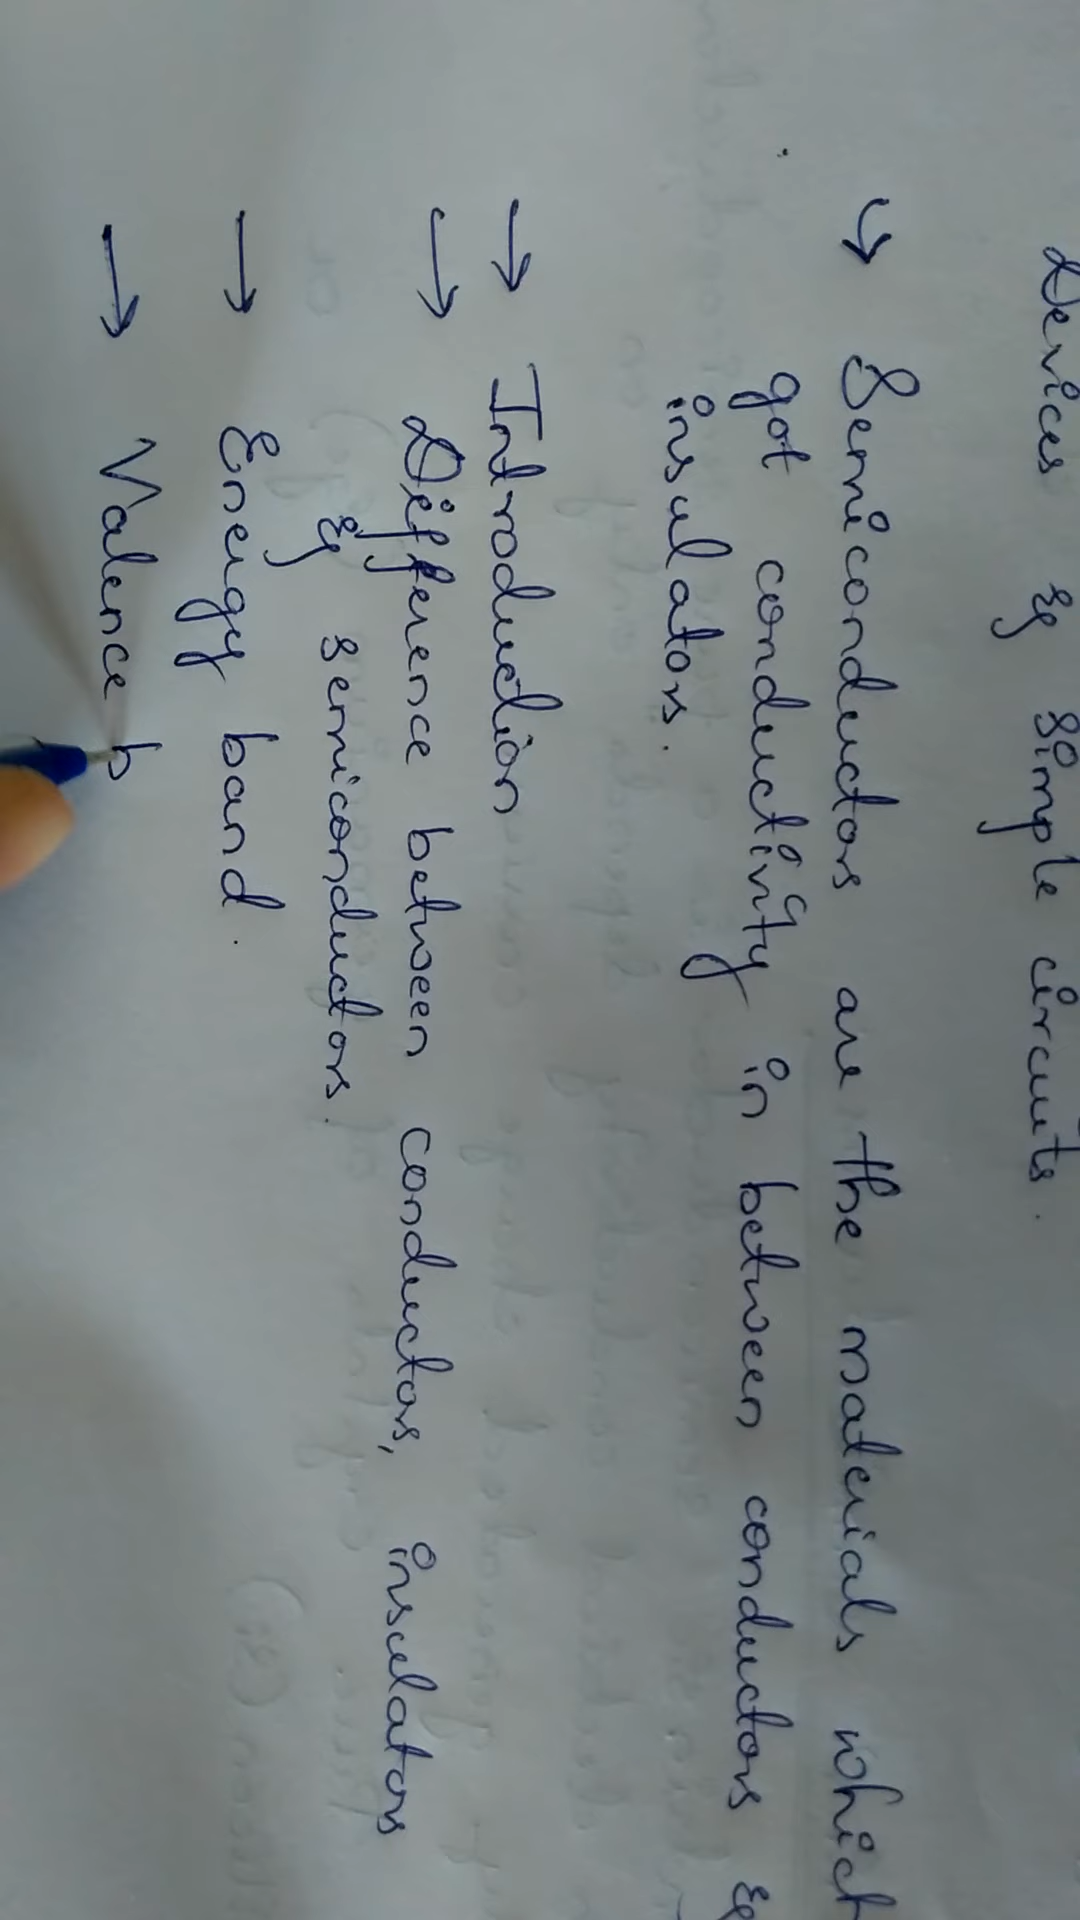 Devices & simple circuits.
↳ Semiconductors are the materials which
got conductinty in between conductors &
insulators.
→ Introduction
→ Difference between conductors, insulators
& semiconductors.
→ Energy band.
→ Valence b